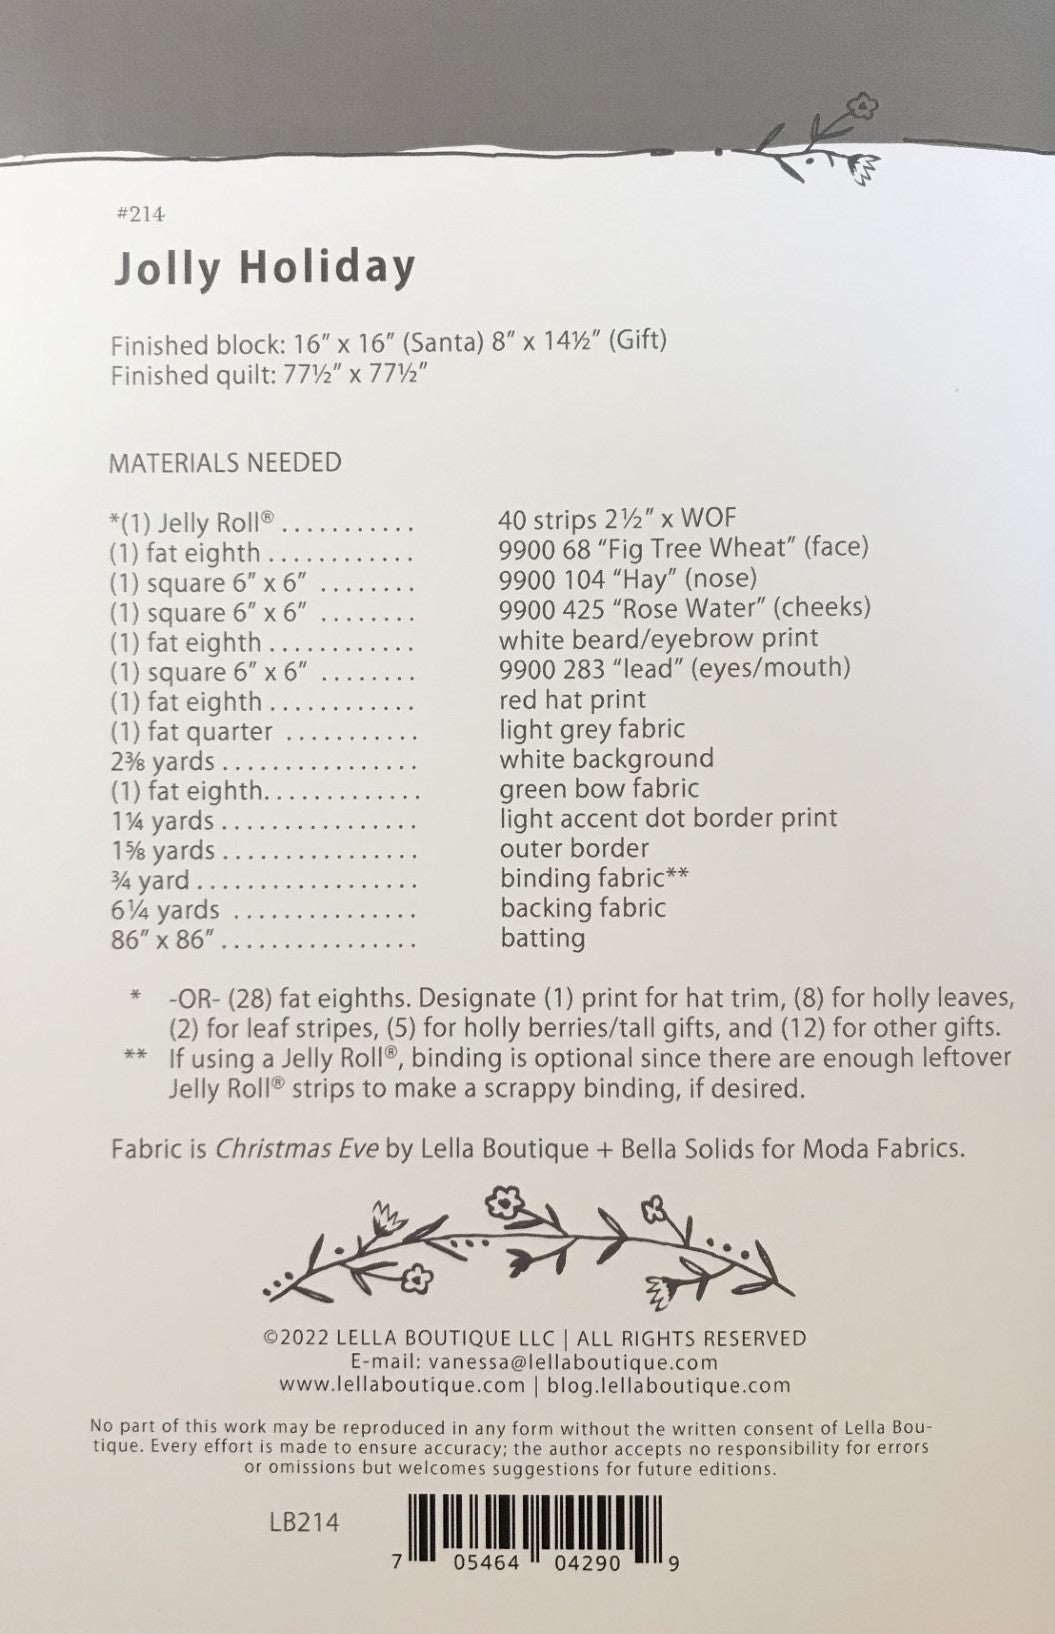 #214
Jolly Holiday
Finished block: 16” x 16” (Santa) 8” x 14½” (Gift)
Finished quilt: 77½” x 77½”
MATERIALS NEEDED
*(1) Jelly Roll® . . . . . . . . . . . 40 strips 2½” x WOF
(1) fat eighth . . . . . . . . . . . . 9900 68 “Fig Tree Wheat” (face)
(1) square 6” x 6” . . . . . . . . 9900 104 “Hay” (nose)
(1) square 6” x 6” . . . . . . . . 9900 425 “Rose Water” (cheeks)
(1) fat eighth . . . . . . . . . . . . white beard/eyebrow print
(1) square 6” x 6” . . . . . . . . 9900 283 “lead” (eyes/mouth)
(1) fat eighth . . . . . . . . . . . . red hat print
(1) fat quarter . . . . . . . . . . . light grey fabric
2⅜ yards . . . . . . . . . . . . . . . . white background
(1) fat eighth. . . . . . . . . . . . . green bow fabric
1¼ yards . . . . . . . . . . . . . . . . light accent dot border print
1⅝ yards . . . . . . . . . . . . . . . . outer border
¾ yard . . . . . . . . . . . . . . . . . . binding fabric**
6¼ yards . . . . . . . . . . . . . . . backing fabric
86” x 86” . . . . . . . . . . . . . . . . batting
* -OR- (28) fat eighths. Designate (1) print for hat trim, (8) for holly leaves,
(2) for leaf stripes, (5) for holly berries/tall gifts, and (12) for other gifts.
** If using a Jelly Roll®, binding is optional since there are enough leftover
Jelly Roll® strips to make a scrappy binding, if desired.
Fabric is Christmas Eve by Lella Boutique + Bella Solids for Moda Fabrics.
©2022 LELLA BOUTIQUE LLC | ALL RIGHTS RESERVED
E-mail: vanessa@lellaboutique.com
www.lellaboutique.com | blog.lellaboutique.com
No part of this work may be reproduced in any form without the written consent of Lella Bou-
tique. Every effort is made to ensure accuracy; the author accepts no responsibility for errors
or omissions but welcomes suggestions for future editions.
LB214
7 05464 04290 9